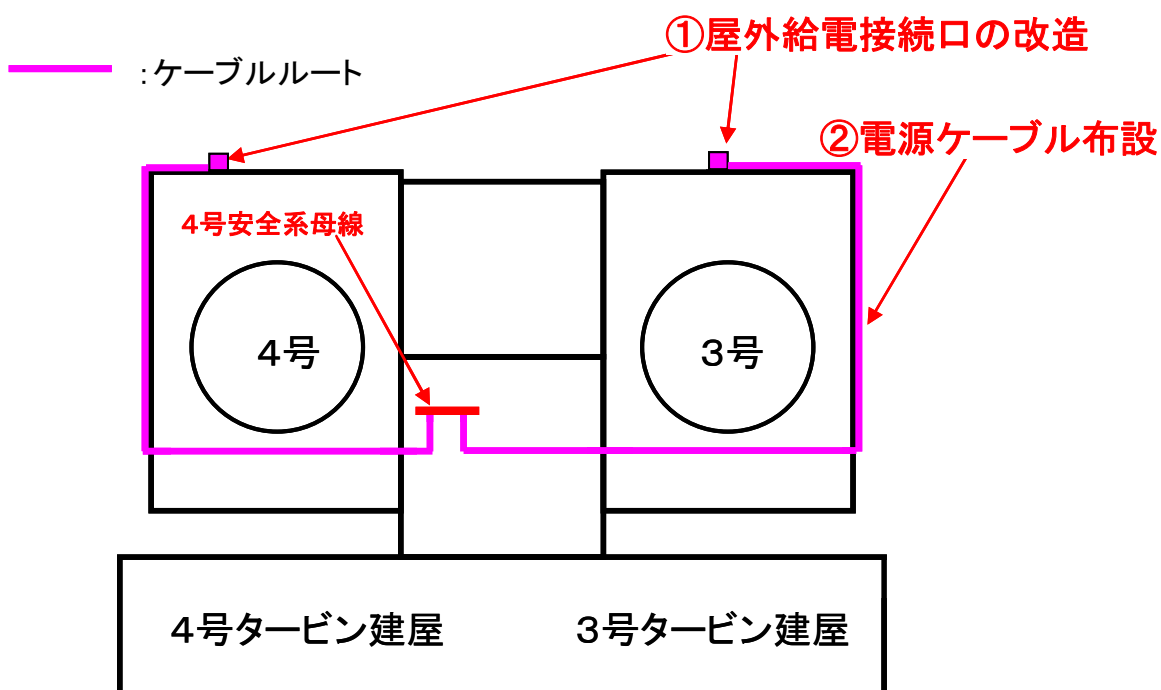 ①屋外給電接続口の改造
：ケーブルルート
②電源ケーブル布設
４号安全系母線
４号
３号
４号タービン建屋
３号タービン建屋